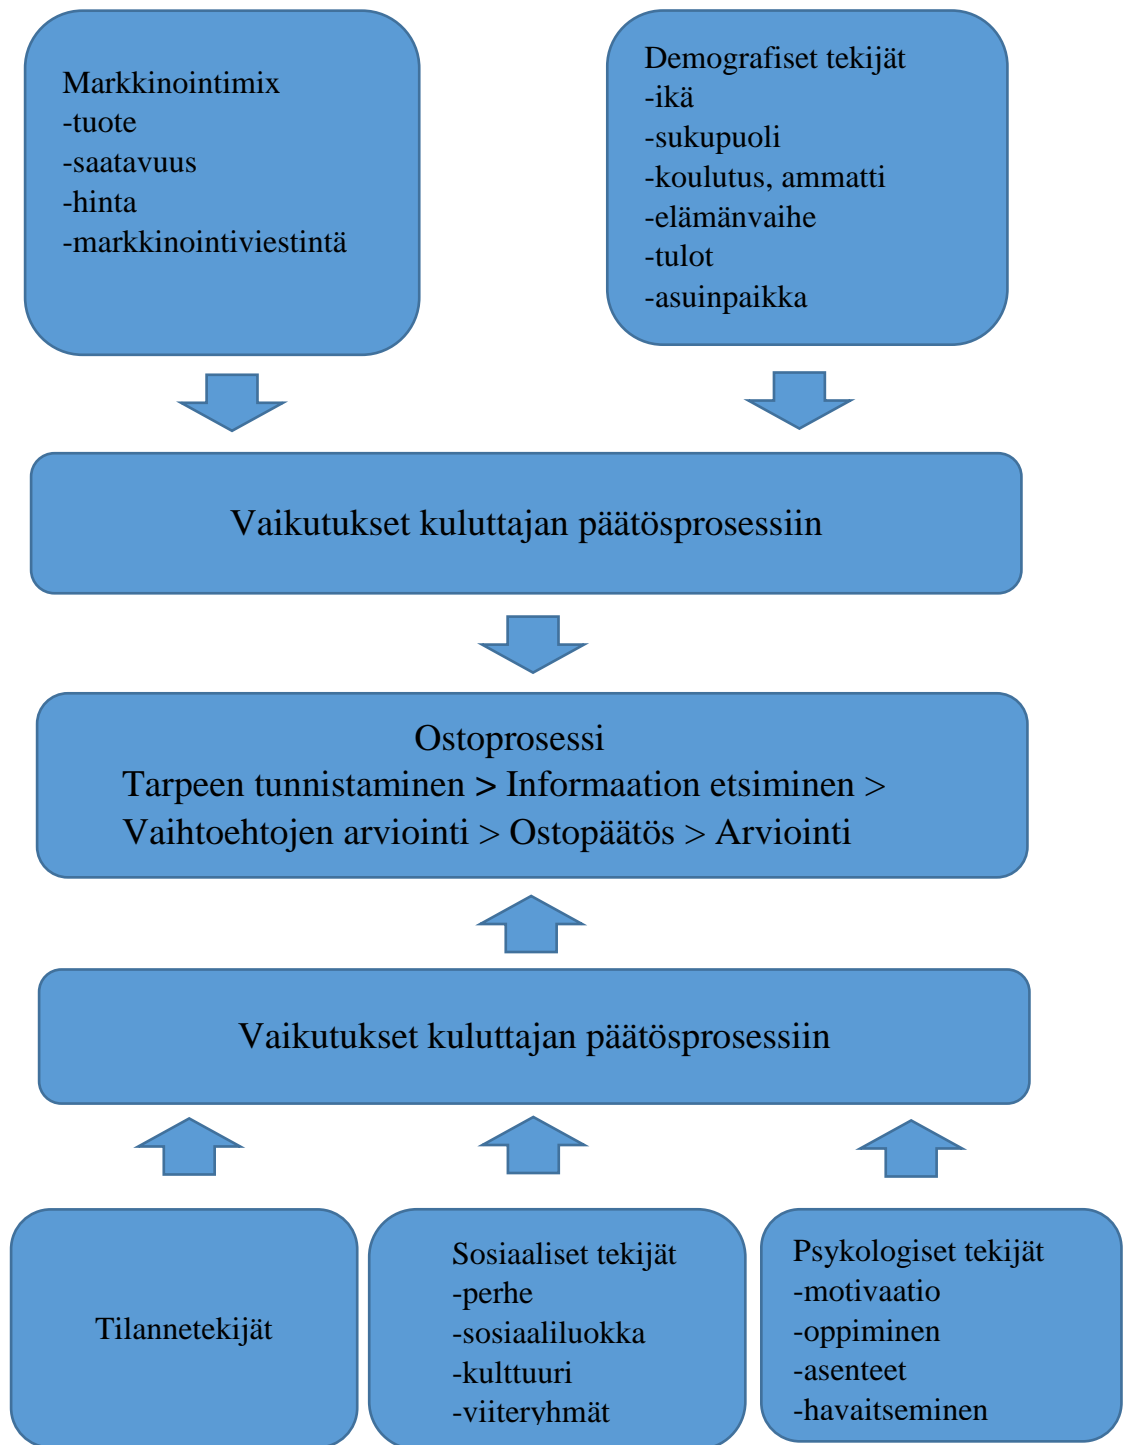 Markkinointimix
-tuote
-saatavuus
-hinta
-markkinointiviestintä
Demografiset tekijät
-ikä
-sukupuoli
-koulutus, ammatti
-elämänvaihe
-tulot
-asuinpaikka
Vaikutukset kuluttajan päätösprosessiin
Ostoprosessi
Tarpeen tunnistaminen > Informaation etsiminen >
Vaihtoehtojen arviointi > Ostopäätös > Arviointi
Vaikutukset kuluttajan päätösprosessiin
Tilannetekijät
Sosiaaliset tekijät
-perhe
-sosiaaliluokka
-kulttuuri
-viiteryhmät
Psykologiset tekijät
-motivaatio
-oppiminen
-asenteet
-havaitseminen